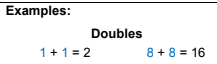 Examples:
Doubles
1 + 1 = 2 8 + 8 = 16